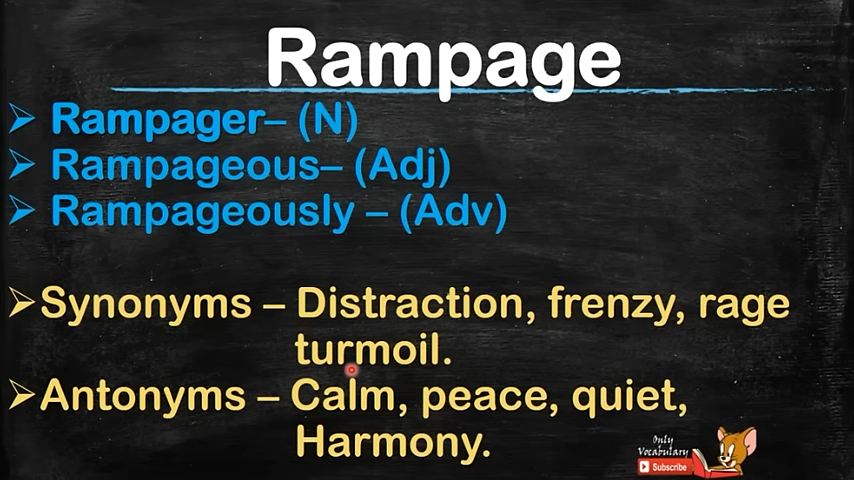 Rampage
➢ Rampager– (N)
➢ Rampageous– (Adj)
➢ Rampageously – (Adv)
➢ Synonyms – Distraction, frenzy, rage
turmoil.
➢ Antonyms – Calm, peace, quiet,
Harmony.
Only
Vocabulary
Subscribe